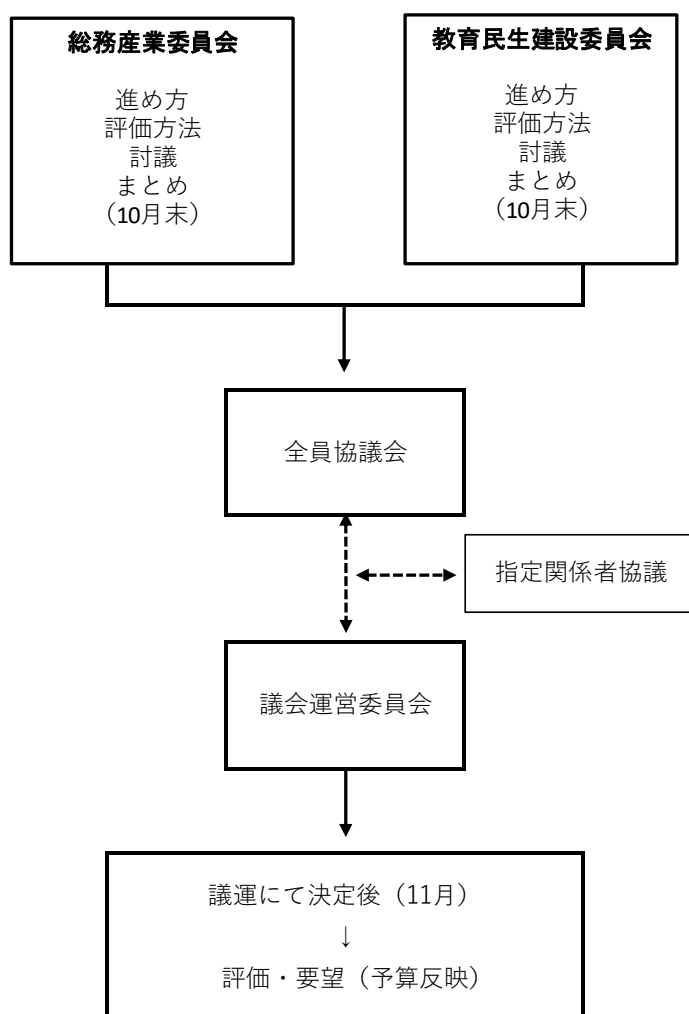 総務産業委員会
進め方
評価方法
討議
まとめ
（10月末）
教育民生建設委員会
進め方
評価方法
討議
まとめ
（10月末）
全員協議会
指定関係者協議
議会運営委員会
議運にて決定後（11月）
↓
評価・要望（予算反映）